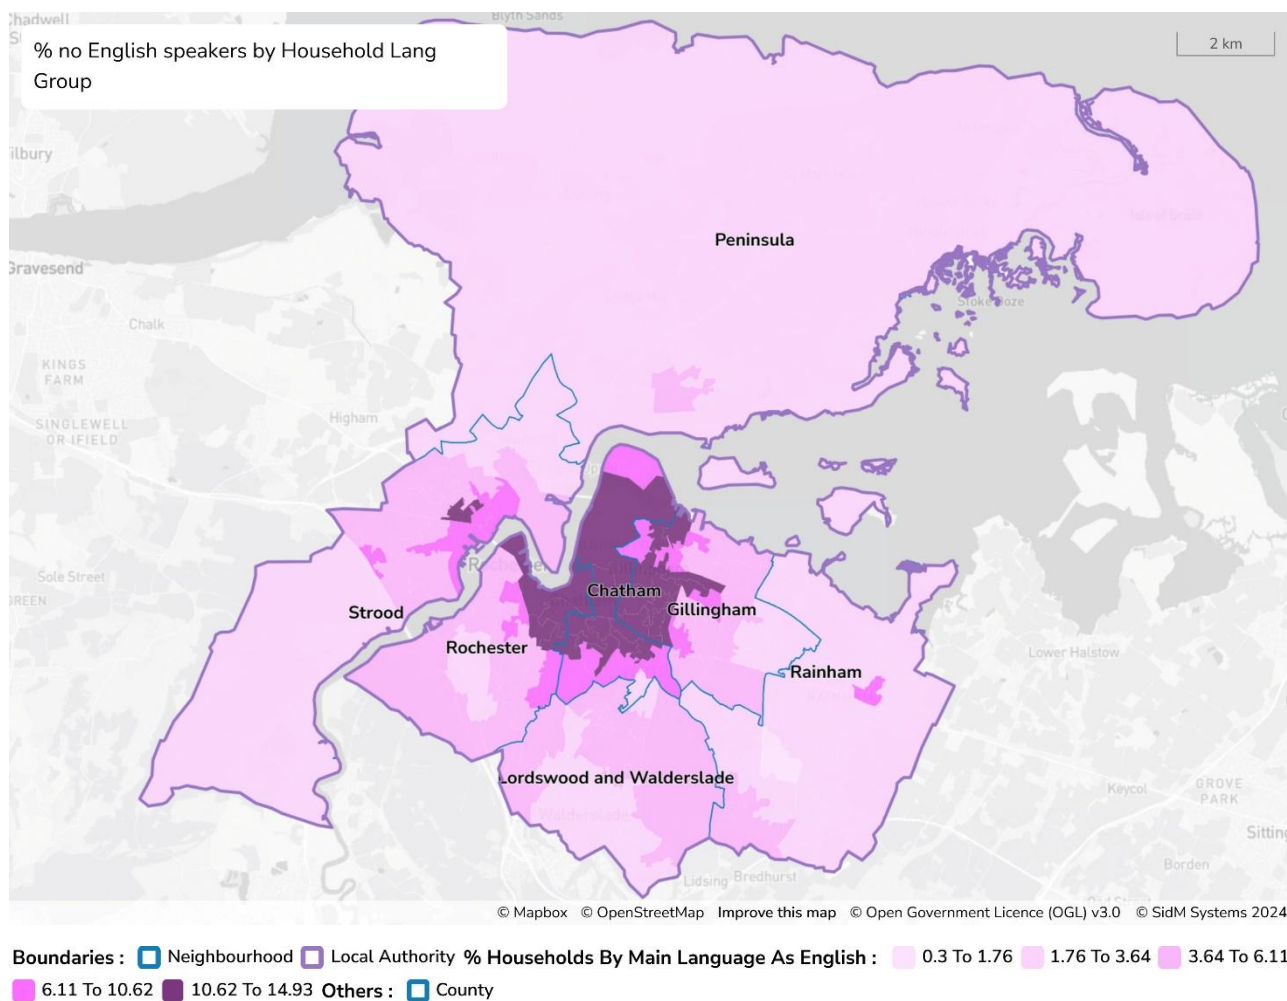 Blyth Sands
Chadwell
% no English speakers by Household Lang
Group
2 km
ilbury
Peninsula
Gravesend
Stoke Ooze
Chalk
KINGS
FARM
Higham
SINGLEWELL
OR IFIELD
Rochester
Sole Street
GREEN
Chatham
Strood
Gillingham
Rochester
Lower Halstow
Rainham
Lordswood and Walderslade
Kaycol
GROVE
PARK
Walderslade
Sitting
Borden
Lidsing
Bredhurst
© Mapbox © OpenStreetMap Improve this map © Open Government Licence (OGL) v3.0 © SidM Systems 2024
Boundaries : Neighbourhood Local Authority % Households By Main Language As English : 0.3 To 1.76 1.76 To 3.64 3.64 To 6.11
6.11 To 10.62 10.62 To 14.93 Others : County